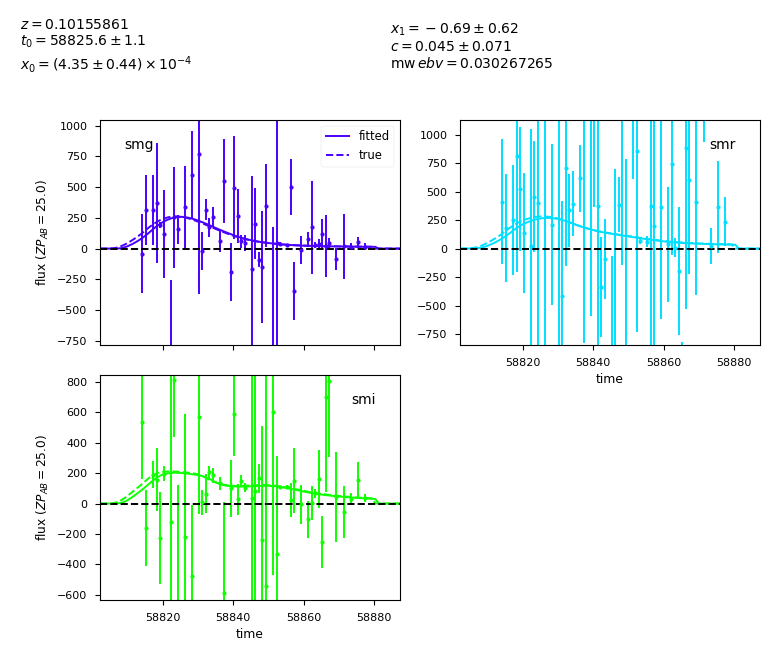 z = 0.10155861
t₀ = 58825.6 ± 1.1
x₀ = (4.35 ± 0.44) × 10⁻⁴
x₁ = −0.69 ± 0.62
c = 0.045 ± 0.071
mw ebv = 0.030267265
smg
fitted
true
1000
750
500
250
0
−250
−500
−750
flux (ZP_AB = 25.0)
smr
1000
750
500
250
0
−250
−500
−750
58820 58840 58860 58880
time
smi
800
600
400
200
0
−200
−400
−600
flux (ZP_AB = 25.0)
58820 58840 58860 58880
time